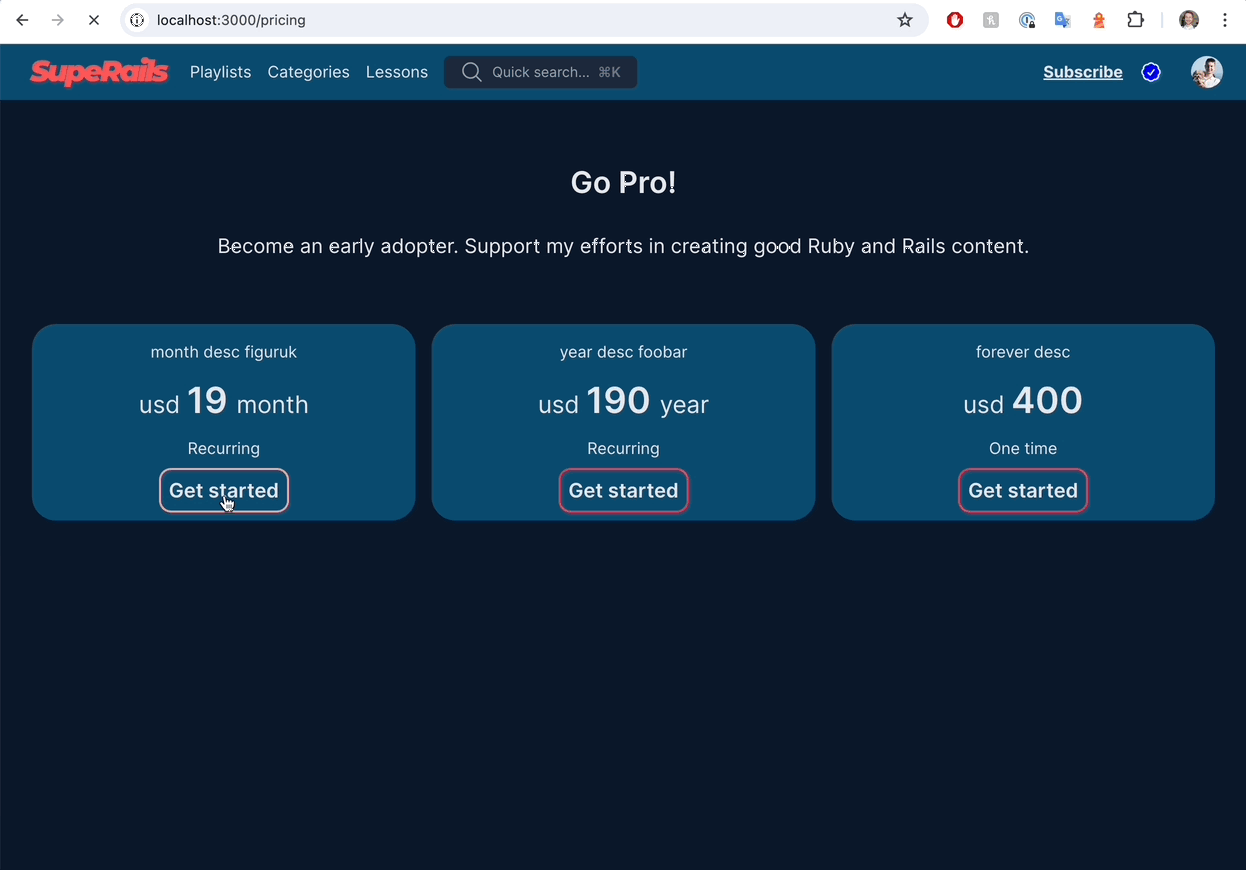 localhost:3000/pricing
SupeRails Playlists Categories Lessons Quick search... ⌘K Subscribe
Go Pro!
Become an early adopter. Support my efforts in creating good Ruby and Rails content.
month desc figuruk
usd 19 month
Recurring
Get started
year desc foobar
usd 190 year
Recurring
Get started
forever desc
usd 400
One time
Get started